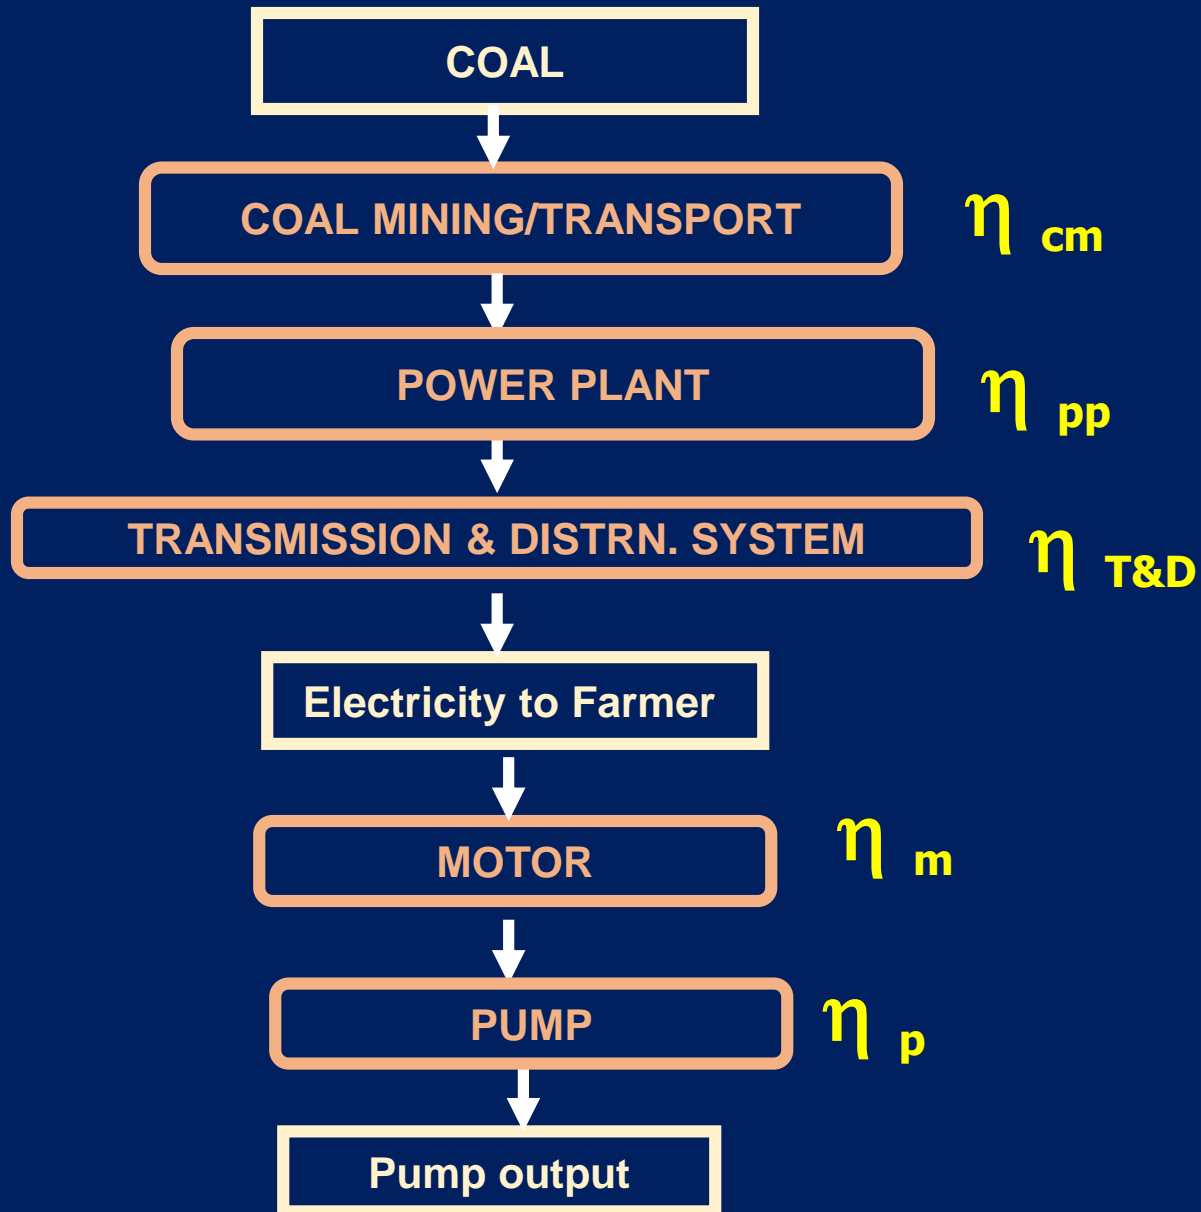 COAL
COAL MINING/TRANSPORT
η cm
POWER PLANT
η pp
TRANSMISSION & DISTRN. SYSTEM
η T&D
Electricity to Farmer
MOTOR
η m
PUMP
η p
Pump output